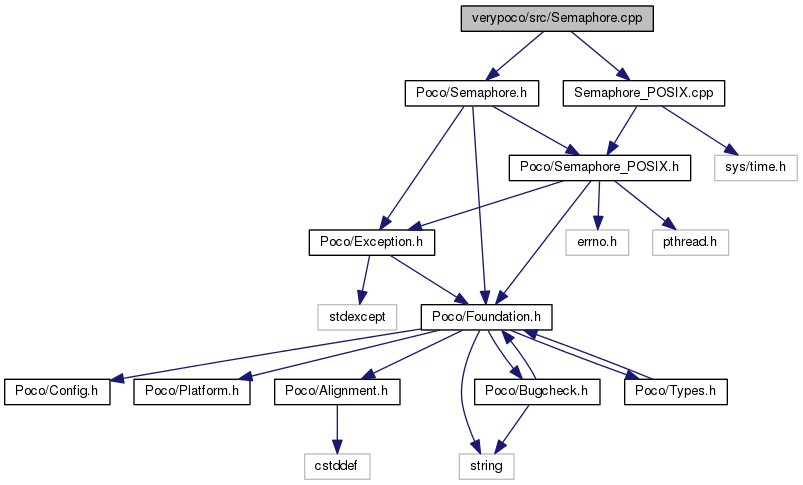 verypoco/src/Semaphore.cpp
Poco/Semaphore.h
Semaphore_POSIX.cpp
Poco/Semaphore_POSIX.h
sys/time.h
Poco/Exception.h
errno.h
pthread.h
stdexcept
Poco/Foundation.h
Poco/Config.h
Poco/Platform.h
Poco/Alignment.h
Poco/Bugcheck.h
Poco/Types.h
cstddef
string